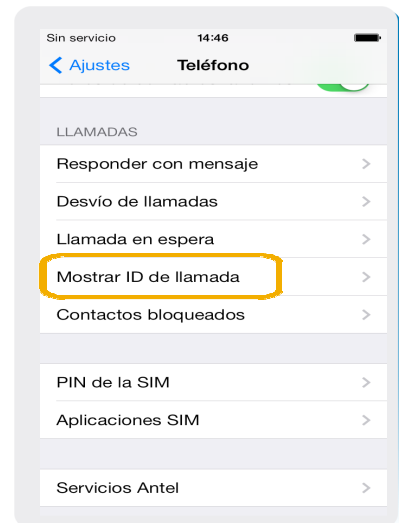 Sin servicio 14:46
Ajustes Teléfono
LLAMADAS
Responder con mensaje
Desvío de llamadas
Llamada en espera
Mostrar ID de llamada
Contactos bloqueados
PIN de la SIM
Aplicaciones SIM
Servicios Antel